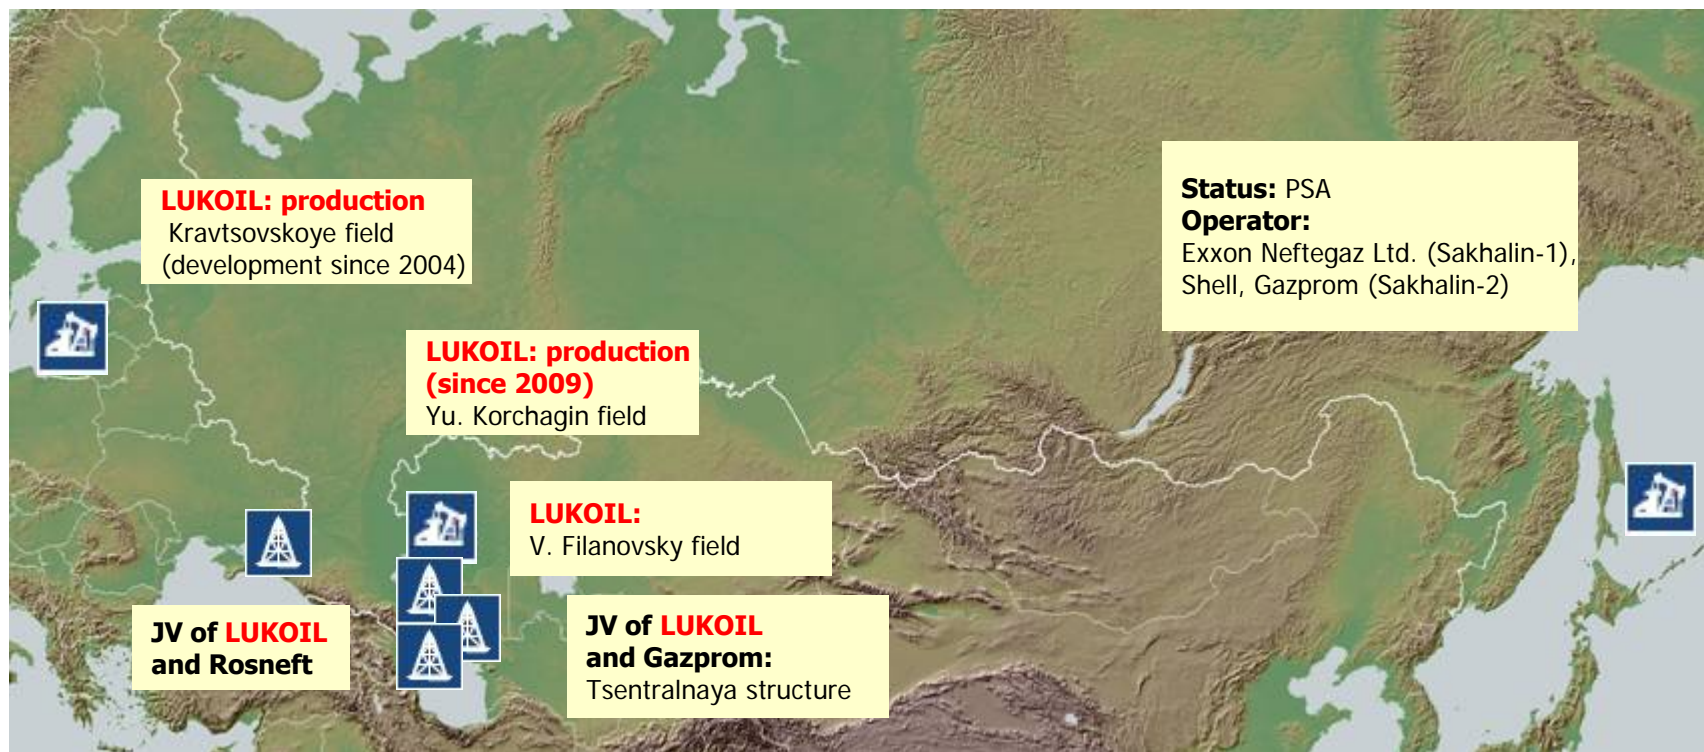 LUKOIL: production
Kravtsovskoye field
(development since 2004)
Status: PSA
Operator:
Exxon Neftegaz Ltd. (Sakhalin-1),
Shell, Gazprom (Sakhalin-2)
LUKOIL: production
(since 2009)
Yu. Korchagin field
LUKOIL:
V. Filanovsky field
JV of LUKOIL
and Rosneft
JV of LUKOIL
and Gazprom:
Tsentralnaya structure